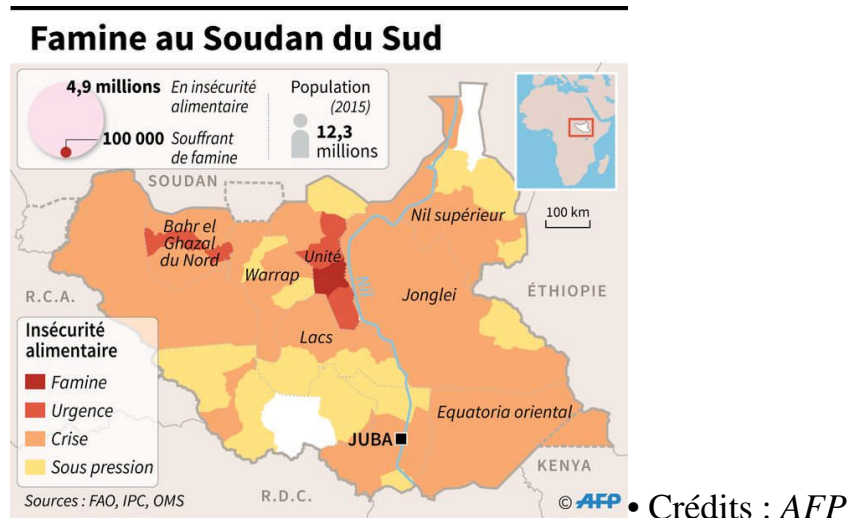 Famine au Soudan du Sud
4,9 millions En insécurité
alimentaire
100 000 Souffrant
de famine
Population
(2015)
12,3
millions
SOUDAN
Bahr el
Ghazal
du Nord
Unité
Warrap
Nil supérieur
100 km
Nil
Jonglei
ÉTHIOPIE
R.C.A.
Lacs
Insécurité
alimentaire
Famine
Urgence
Crise
Sous pression
Equatoria oriental
JUBA
KENYA
R.D.C.
Sources : FAO, IPC, OMS
© AFP
• Crédits : AFP